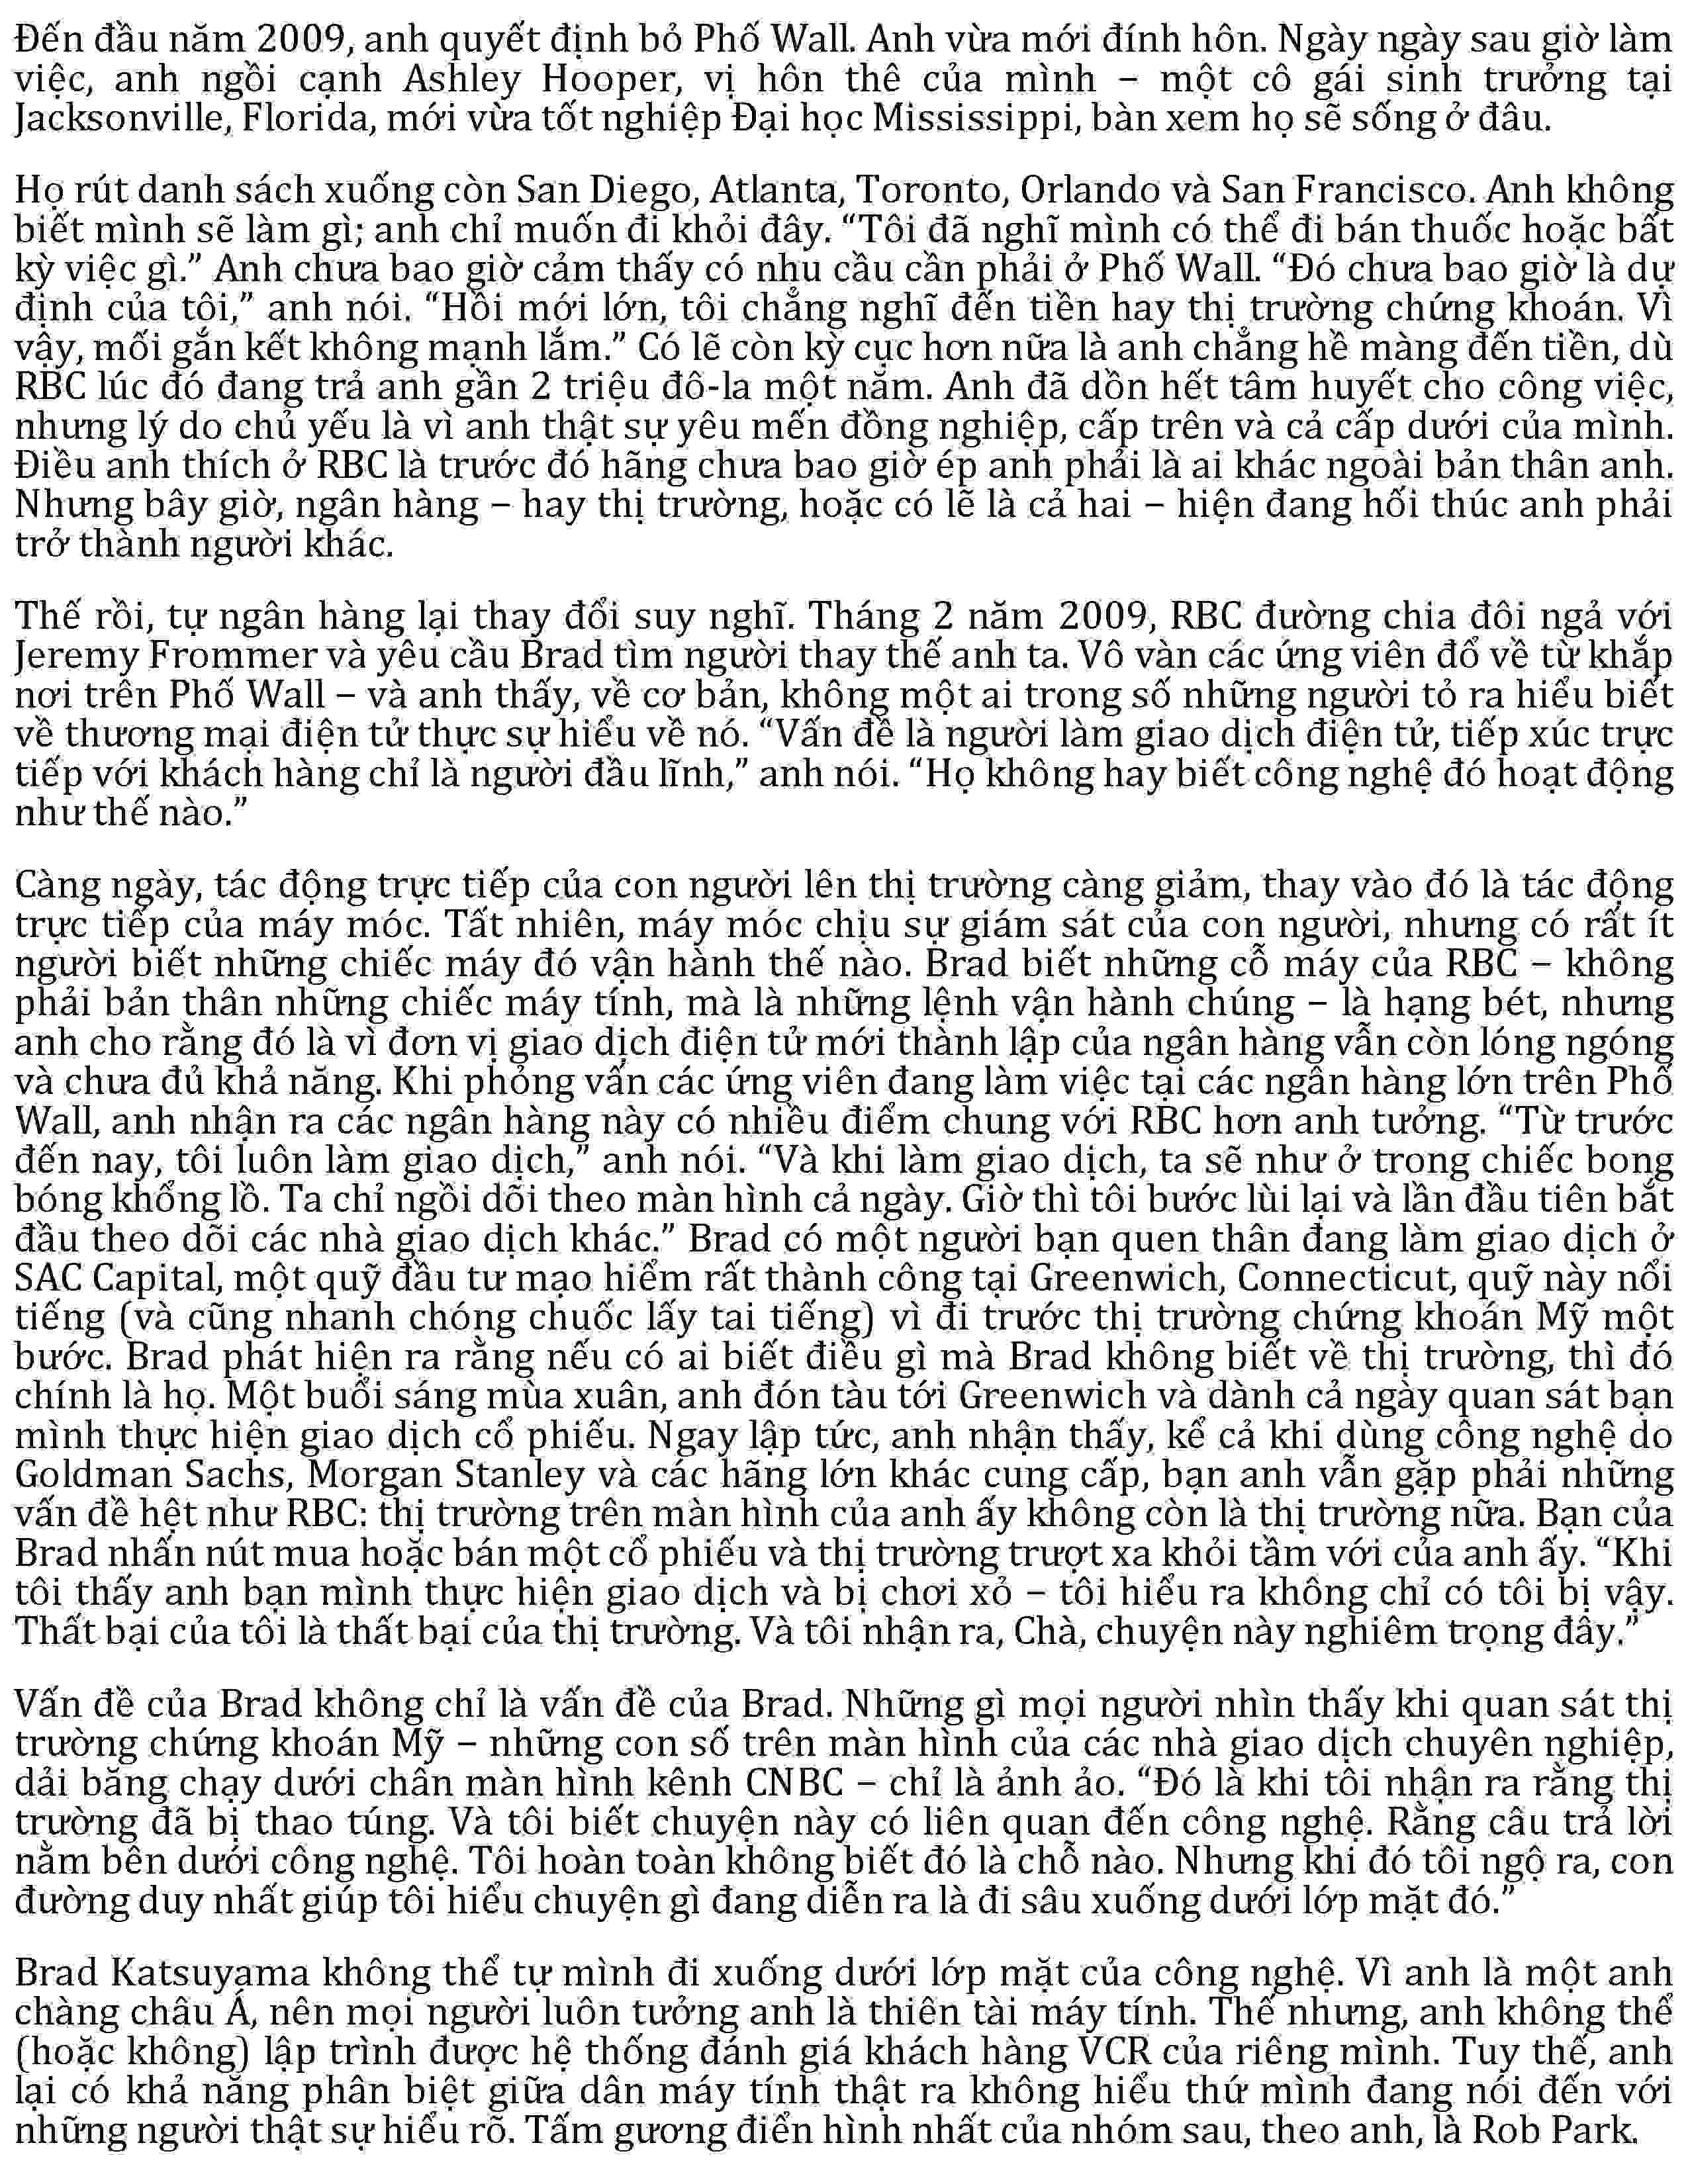 Đến đầu năm 2009, anh quyết định bỏ Phố Wall. Anh vừa mới đính hôn. Ngày ngày sau giờ làm
việc, anh ngồi cạnh Ashley Hooper, vị hôn thê của mình – một cô gái sinh trưởng tại
Jacksonville, Florida, mới vừa tốt nghiệp Đại học Mississippi, bàn xem họ sẽ sống ở đâu.
Họ rút danh sách xuống còn San Diego, Atlanta, Toronto, Orlando và San Francisco. Anh không
biết mình sẽ làm gì; anh chỉ muốn đi khỏi đây. “Tôi đã nghĩ mình có thể đi bán thuốc hoặc bất
kỳ việc gì.” Anh chưa bao giờ cảm thấy có nhu cầu cần phải ở Phố Wall. “Đó chưa bao giờ là dự
định của tôi,” anh nói. “Hồi mới lớn, tôi chẳng nghĩ đến tiền hay thị trường chứng khoán. Vì
vậy, mối gắn kết không mạnh lắm.” Có lẽ còn kỳ cục hơn nữa là anh chẳng hề màng đến tiền, dù
RBC lúc đó đang trả anh gần 2 triệu đô-la một năm. Anh đã dồn hết tâm huyết cho công việc,
nhưng lý do chủ yếu là vì anh thật sự yêu mến đồng nghiệp, cấp trên và cả cấp dưới của mình.
Điều anh thích ở RBC là trước đó hãng chưa bao giờ ép anh phải là ai khác ngoài bản thân anh.
Nhưng bây giờ, ngân hàng – hay thị trường, hoặc có lẽ là cả hai – hiện đang hối thúc anh phải
trở thành người khác.
Thế rồi, tự ngân hàng lại thay đổi suy nghĩ. Tháng 2 năm 2009, RBC đường chia đôi ngả với
Jeremy Frommer và yêu cầu Brad tìm người thay thế anh ta. Vô vàn các ứng viên đổ về từ khắp
nơi trên Phố Wall – và anh thấy, về cơ bản, không một ai trong số những người tỏ ra hiểu biết
về thương mại điện tử thực sự hiểu về nó. “Vấn đề là người làm giao dịch điện tử, tiếp xúc trực
tiếp với khách hàng chỉ là người đầu lĩnh,” anh nói. “Họ không hay biết công nghệ đó hoạt động
như thế nào.”
Càng ngày, tác động trực tiếp của con người lên thị trường càng giảm, thay vào đó là tác động
trực tiếp của máy móc. Tất nhiên, máy móc chịu sự giám sát của con người, nhưng có rất ít
người biết những chiếc máy đó vận hành thế nào. Brad biết những cỗ máy của RBC – không
phải bản thân những chiếc máy tính, mà là những lệnh vận hành chúng – là hạng bét, nhưng
anh cho rằng đó là vì đơn vị giao dịch điện tử mới thành lập của ngân hàng vẫn còn lóng ngóng
và chưa đủ khả năng. Khi phỏng vấn các ứng viên đang làm việc tại các ngân hàng lớn trên Phố
Wall, anh nhận ra các ngân hàng này có nhiều điểm chung với RBC hơn anh tưởng. “Từ trước
đến nay, tôi luôn làm giao dịch,” anh nói. “Và khi làm giao dịch, ta sẽ như ở trong chiếc bong
bóng khổng lồ. Ta chỉ ngồi dõi theo màn hình cả ngày. Giờ thì tôi bước lùi lại và lần đầu tiên bắt
đầu theo dõi các nhà giao dịch khác.” Brad có một người bạn quen thân đang làm giao dịch ở
SAC Capital, một quỹ đầu tư mạo hiểm rất thành công tại Greenwich, Connecticut, quỹ này nổi
tiếng (và cũng nhanh chóng chuốc lấy tai tiếng) vì đi trước thị trường chứng khoán Mỹ một
bước. Brad phát hiện ra rằng nếu có ai biết điều gì mà Brad không biết về thị trường, thì đó
chính là họ. Một buổi sáng mùa xuân, anh đón tàu tới Greenwich và dành cả ngày quan sát bạn
mình thực hiện giao dịch cổ phiếu. Ngay lập tức, anh nhận thấy, kể cả khi dùng công nghệ do
Goldman Sachs, Morgan Stanley và các hãng lớn khác cung cấp, bạn anh vẫn gặp phải những
vấn đề hệt như RBC: thị trường trên màn hình của anh ấy không còn là thị trường nữa. Bạn của
Brad nhấn nút mua hoặc bán một cổ phiếu và thị trường trượt xa khỏi tầm với của anh ấy. “Khi
tôi thấy anh bạn mình thực hiện giao dịch và bị chơi xỏ – tôi hiểu ra không chỉ có tôi bị vậy.
Thất bại của tôi là thất bại của thị trường. Và tôi nhận ra, Chà, chuyện này nghiêm trọng đây.”
Vấn đề của Brad không chỉ là vấn đề của Brad. Những gì mọi người nhìn thấy khi quan sát thị
trường chứng khoán Mỹ – những con số trên màn hình của các nhà giao dịch chuyên nghiệp,
dải băng chạy dưới chân màn hình kênh CNBC – chỉ là ảnh ảo. “Đó là khi tôi nhận ra rằng thị
trường đã bị thao túng. Và tôi biết chuyện này có liên quan đến công nghệ. Rằng câu trả lời
nằm bên dưới công nghệ. Tôi hoàn toàn không biết đó là chỗ nào. Nhưng khi đó tôi ngộ ra, con
đường duy nhất giúp tôi hiểu chuyện gì đang diễn ra là đi sâu xuống dưới lớp mặt đó.”
Brad Katsuyama không thể tự mình đi xuống dưới lớp mặt của công nghệ. Vì anh là một anh
chàng châu Á, nên mọi người luôn tưởng anh là thiên tài máy tính. Thế nhưng, anh không thể
(hoặc không) lập trình được hệ thống đánh giá khách hàng VCR của riêng mình. Tuy thế, anh
lại có khả năng phân biệt giữa dân máy tính thật ra không hiểu thứ mình đang nói đến với
những người thật sự hiểu rõ. Tấm gương điển hình nhất của nhóm sau, theo anh, là Rob Park.